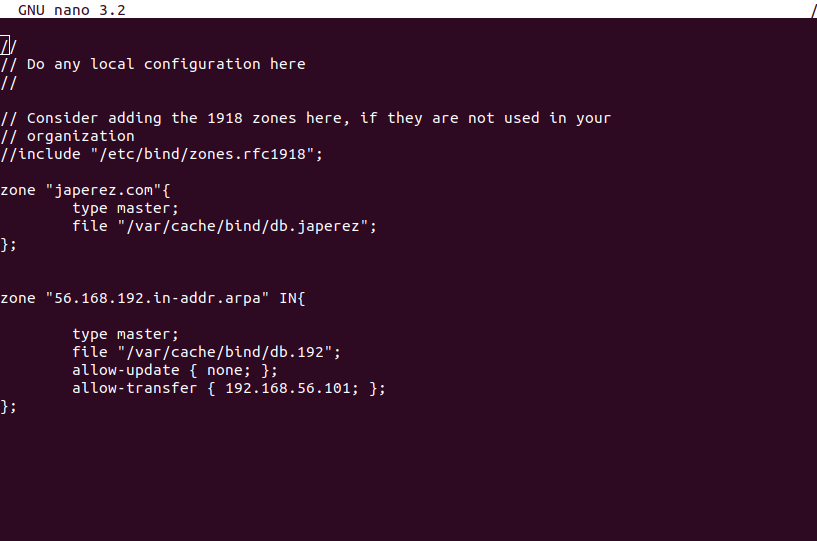 GNU nano 3.2 /
//
// Do any local configuration here
//
// Consider adding the 1918 zones here, if they are not used in your
// organization
//include "/etc/bind/zones.rfc1918";
zone "japerez.com"{
type master;
file "/var/cache/bind/db.japerez";
};
zone "56.168.192.in-addr.arpa" IN{
type master;
file "/var/cache/bind/db.192";
allow-update { none; };
allow-transfer { 192.168.56.101; };
};